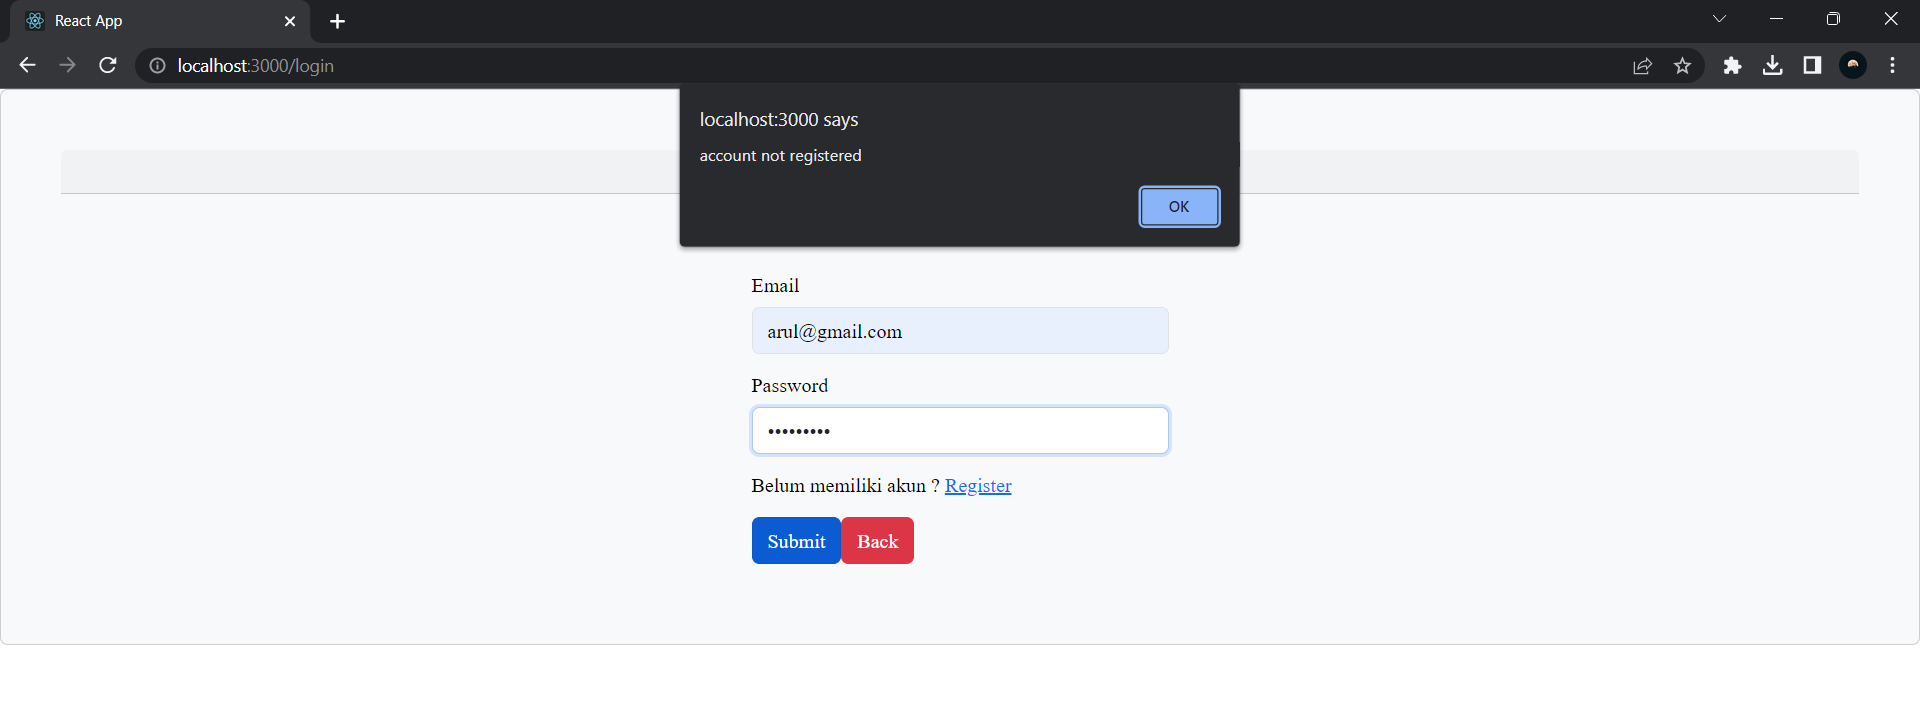 React App
localhost:3000/login
localhost:3000 says
account not registered
OK
Email
arul@gmail.com
Password
•••••••••
Belum memiliki akun ? Register
Submit Back